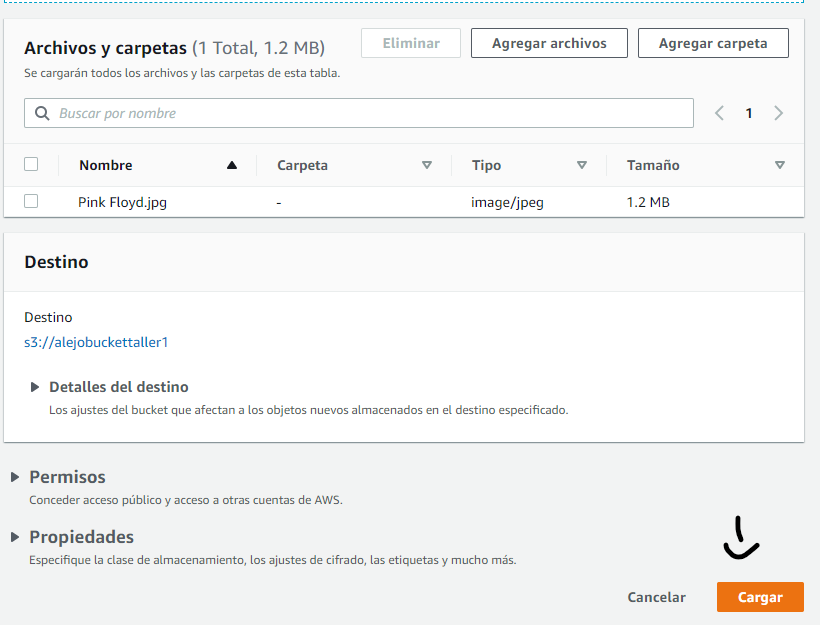 Archivos y carpetas (1 Total, 1.2 MB)
Eliminar
Agregar archivos
Agregar carpeta
Se cargarán todos los archivos y las carpetas de esta tabla.
Buscar por nombre
1
Nombre Carpeta Tipo Tamaño
Pink Floyd.jpg - image/jpeg 1.2 MB
Destino
Destino
s3://alejobuckettaller1
Detalles del destino
Los ajustes del bucket que afectan a los objetos nuevos almacenados en el destino especificado.
Permisos
Conceder acceso público y acceso a otras cuentas de AWS.
Propiedades
Especifique la clase de almacenamiento, los ajustes de cifrado, las etiquetas y mucho más.
Cancelar
Cargar